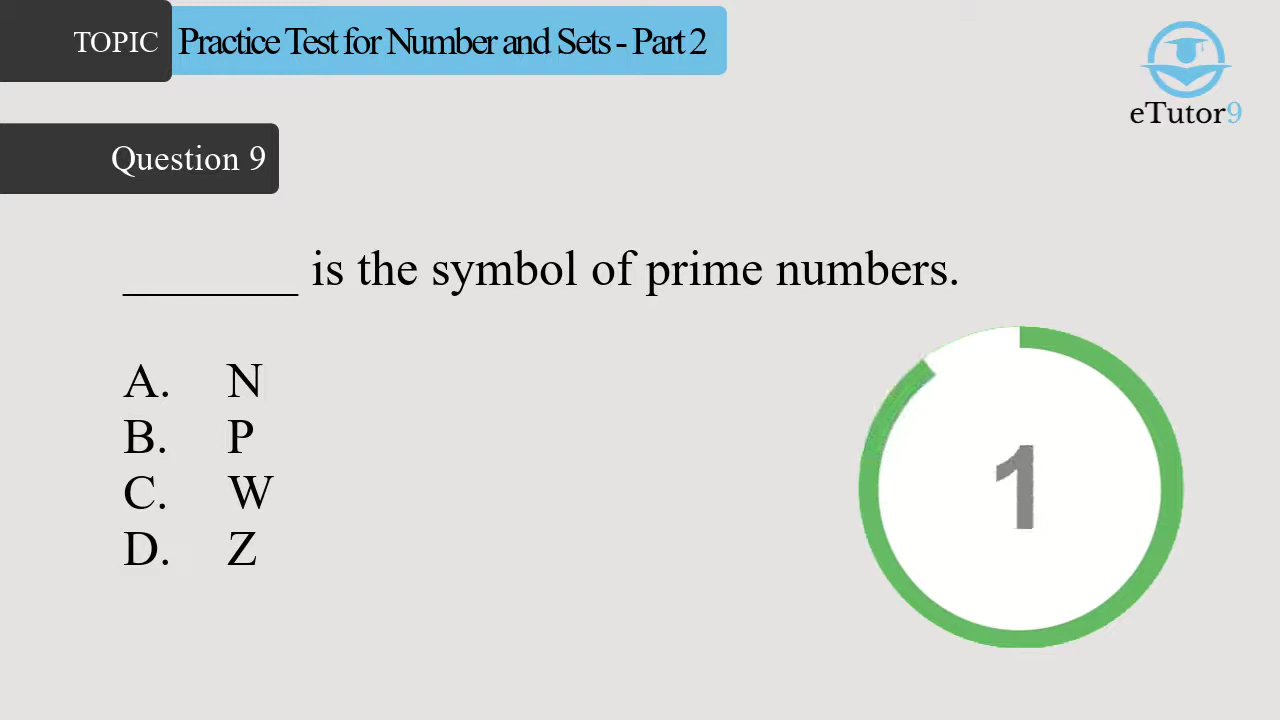 TOPIC Practice Test for Number and Sets - Part 2
eTutor9
Question 9
_______ is the symbol of prime numbers.
A. N
B. P
C. W
D. Z
1